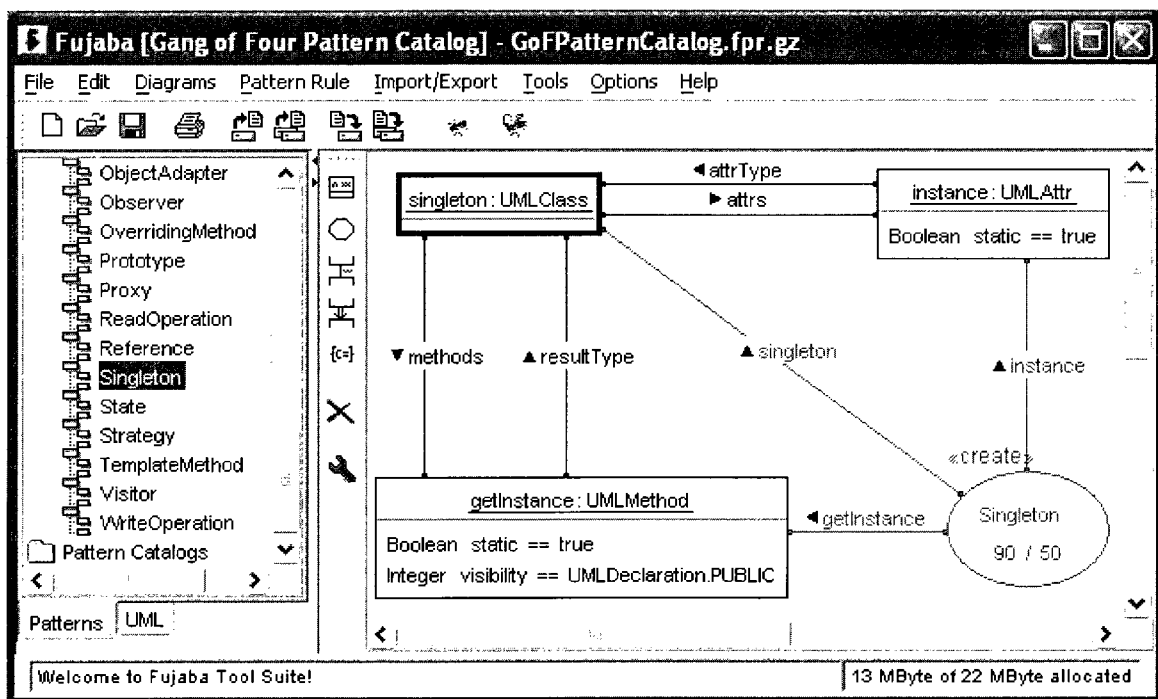 Fujaba [Gang of Four Pattern Catalog] - GoFPatternCatalog.fpr.gz
File Edit Diagrams Pattern Rule Import/Export Tools Options Help
ObjectAdapter
Observer
OverridingMethod
Prototype
Proxy
ReadOperation
Reference
Singleton
State
Strategy
TemplateMethod
Visitor
WriteOperation
Pattern Catalogs
Patterns UML
{c=}
singleton : UMLClass
◄ attrType
► attrs
instance : UMLAttr
Boolean static == true
▼ methods
▲ resultType
▲ singleton
▲ instance
«create»
getInstance : UMLMethod
Boolean static == true
Integer visibility == UMLDeclaration.PUBLIC
◄ getInstance
Singleton
90 / 50
Welcome to Fujaba Tool Suite!
13 MByte of 22 MByte allocated